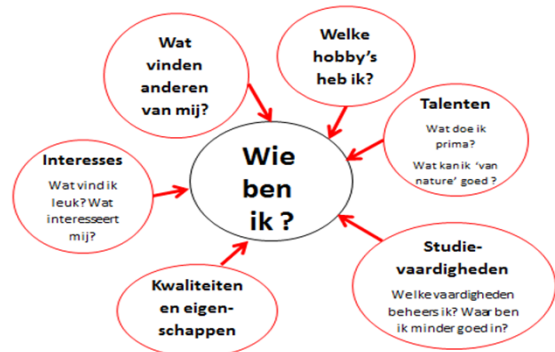 Wat
vinden
anderen
van mij?
Welke
hobby's
heb ik?
Talenten
Wat doe ik
prima?
Wat kan ik 'van
nature' goed ?
Interesses
Wat vind ik
leuk? Wat
interesseert
mij?
Wie
ben
ik ?
Studie-
vaardigheden
Welke vaardigheden
beheers ik? Waar ben
ik minder goed in?
Kwaliteiten
en eigen-
schappen